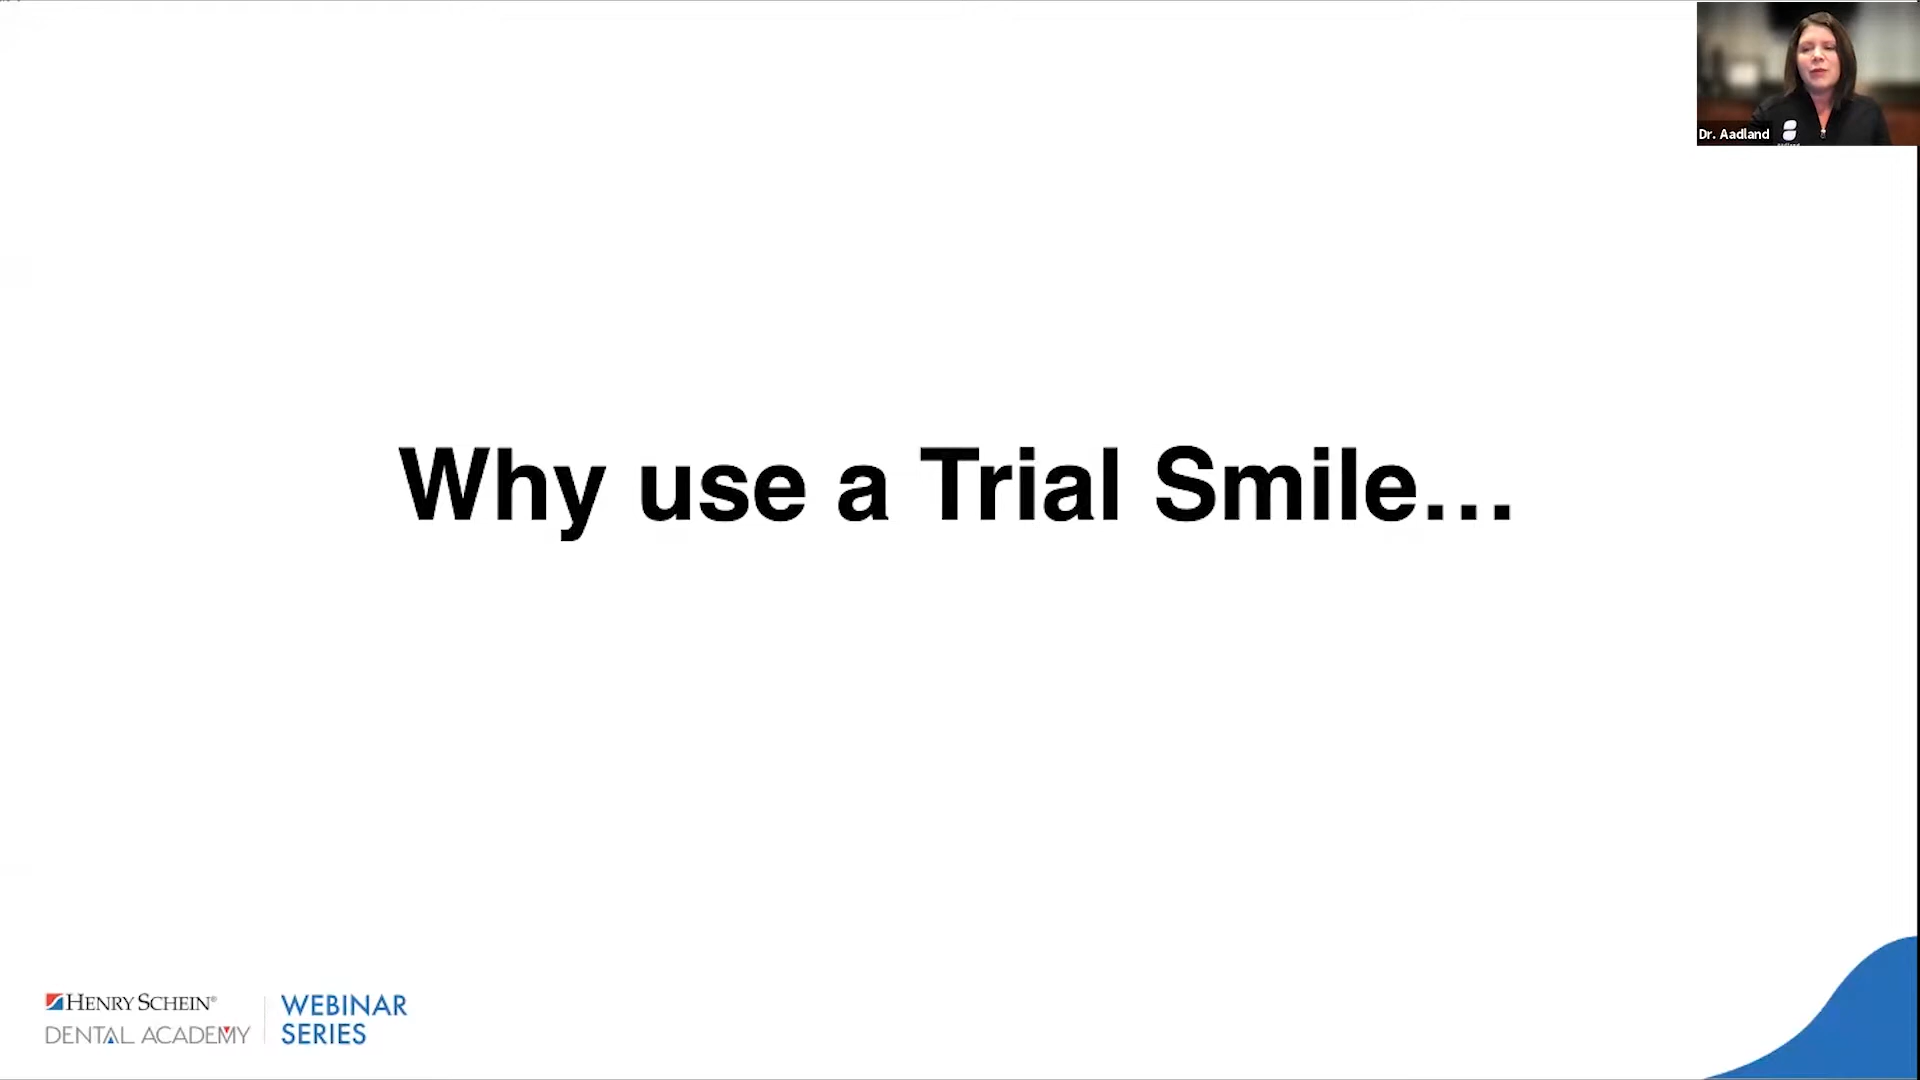 Dr. Aadland
Why use a Trial Smile...
HENRY SCHEIN®
DENTAL ACADEMY
WEBINAR
SERIES